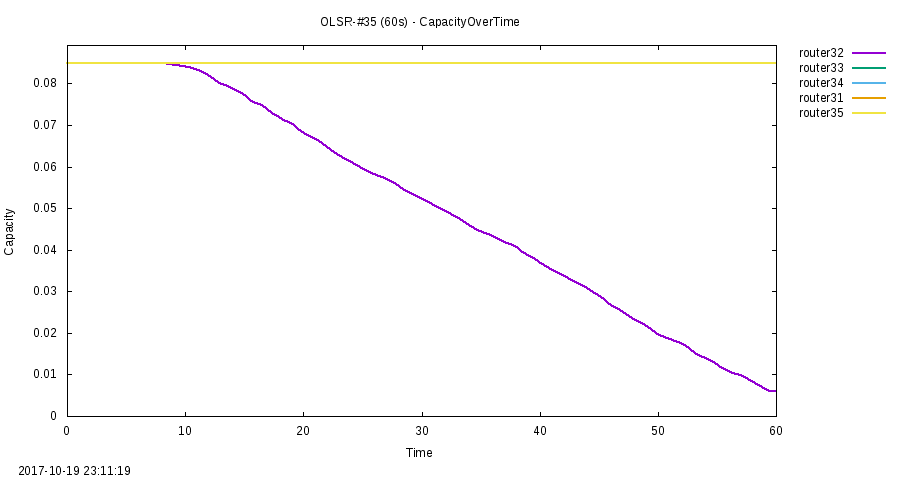 OLSR-#35 (60s) - CapacityOverTime
router32
router33
router34
router31
router35
0.08
0.07
0.06
0.05
0.04
0.03
0.02
0.01
0
Capacity
0 10 20 30 40 50 60
Time
2017-10-19 23:11:19